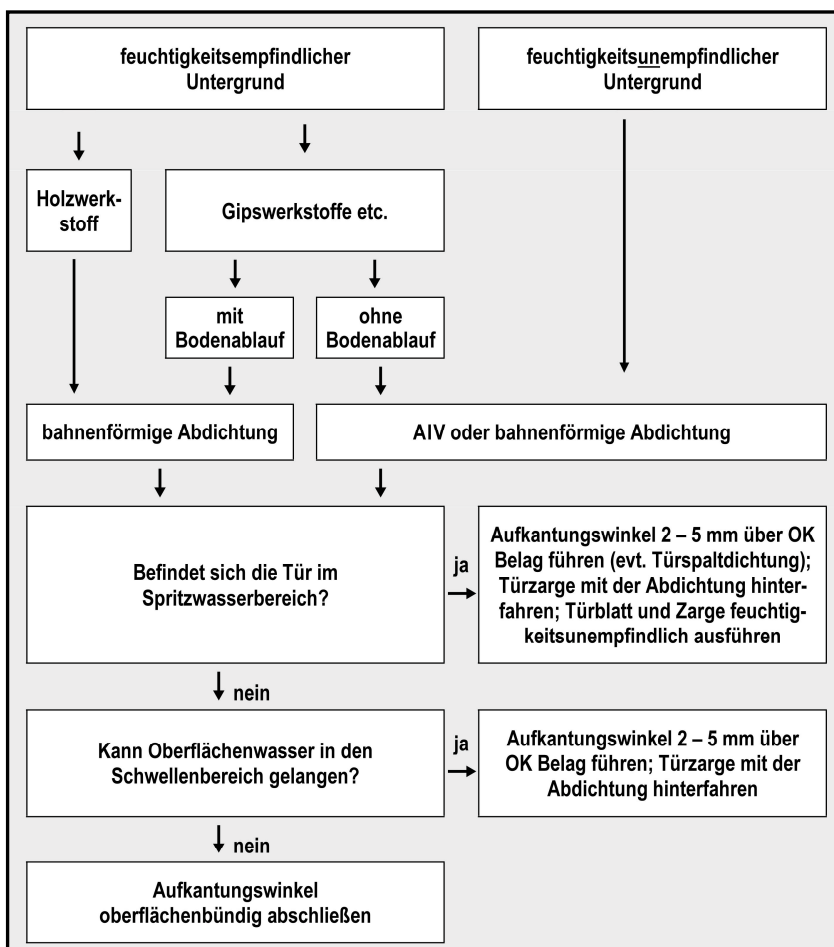 feuchtigkeitsempfindlicher
Untergrund
feuchtigkeitsunempfindlicher
Untergrund
Holzwerk-
stoff
Gipswerkstoffe etc.
mit
Bodenablauf
ohne
Bodenablauf
bahnenförmige Abdichtung
AIV oder bahnenförmige Abdichtung
Befindet sich die Tür im
Spritzwasserbereich?
ja
Aufkantungswinkel 2 – 5 mm über OK
Belag führen (evt. Türspaltdichtung);
Türzarge mit der Abdichtung hinter-
fahren; Türblatt und Zarge feuchtig-
keitsunempfindlich ausführen
nein
Kann Oberflächenwasser in den
Schwellenbereich gelangen?
ja
Aufkantungswinkel 2 – 5 mm über
OK Belag führen; Türzarge mit der
Abdichtung hinterfahren
nein
Aufkantungswinkel
oberflächenbündig abschließen